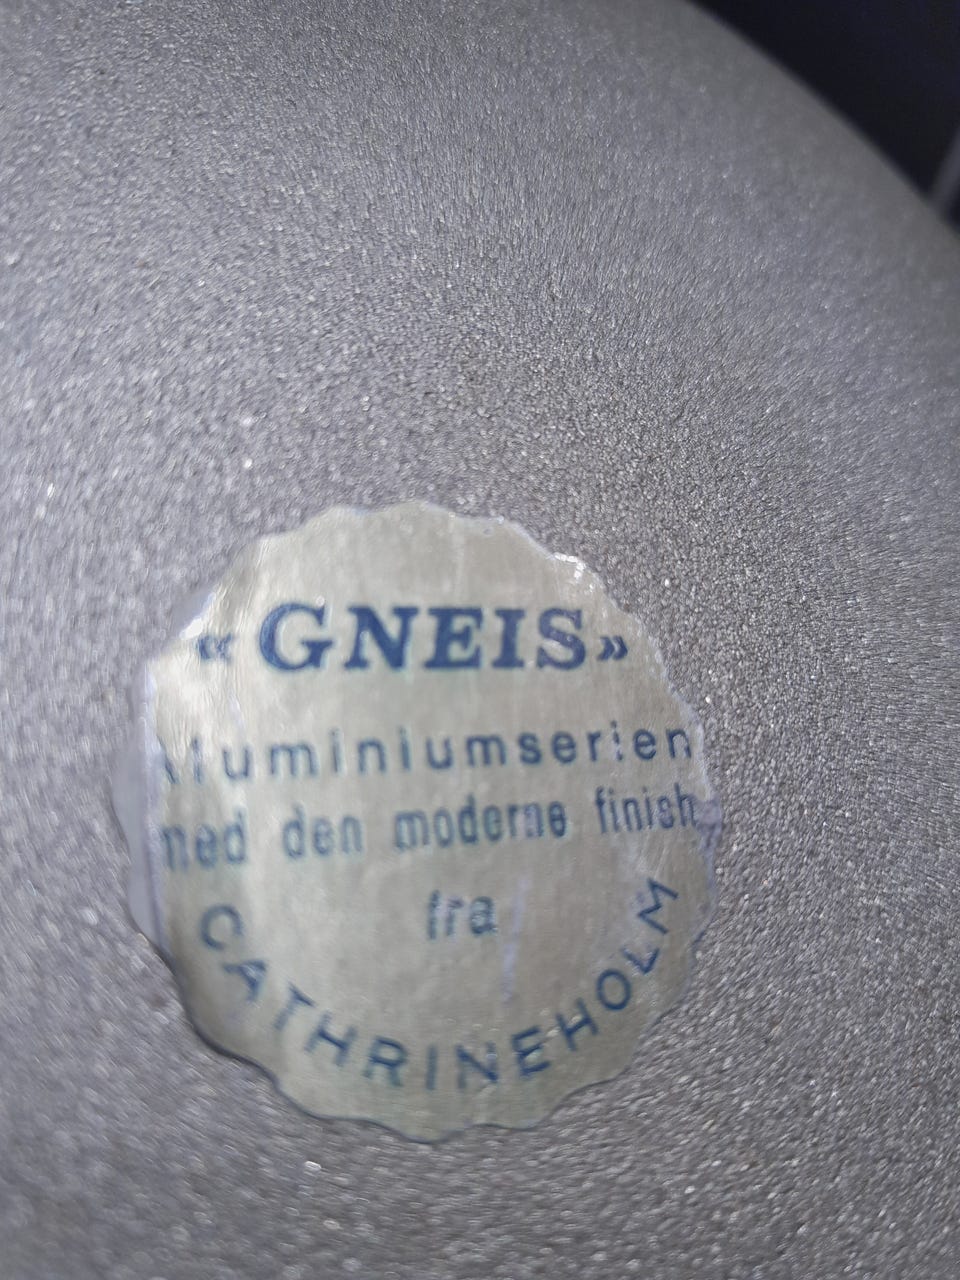 «GNEIS»
Aluminiumserien
med den moderne finish
fra
CATHRINEHOLM